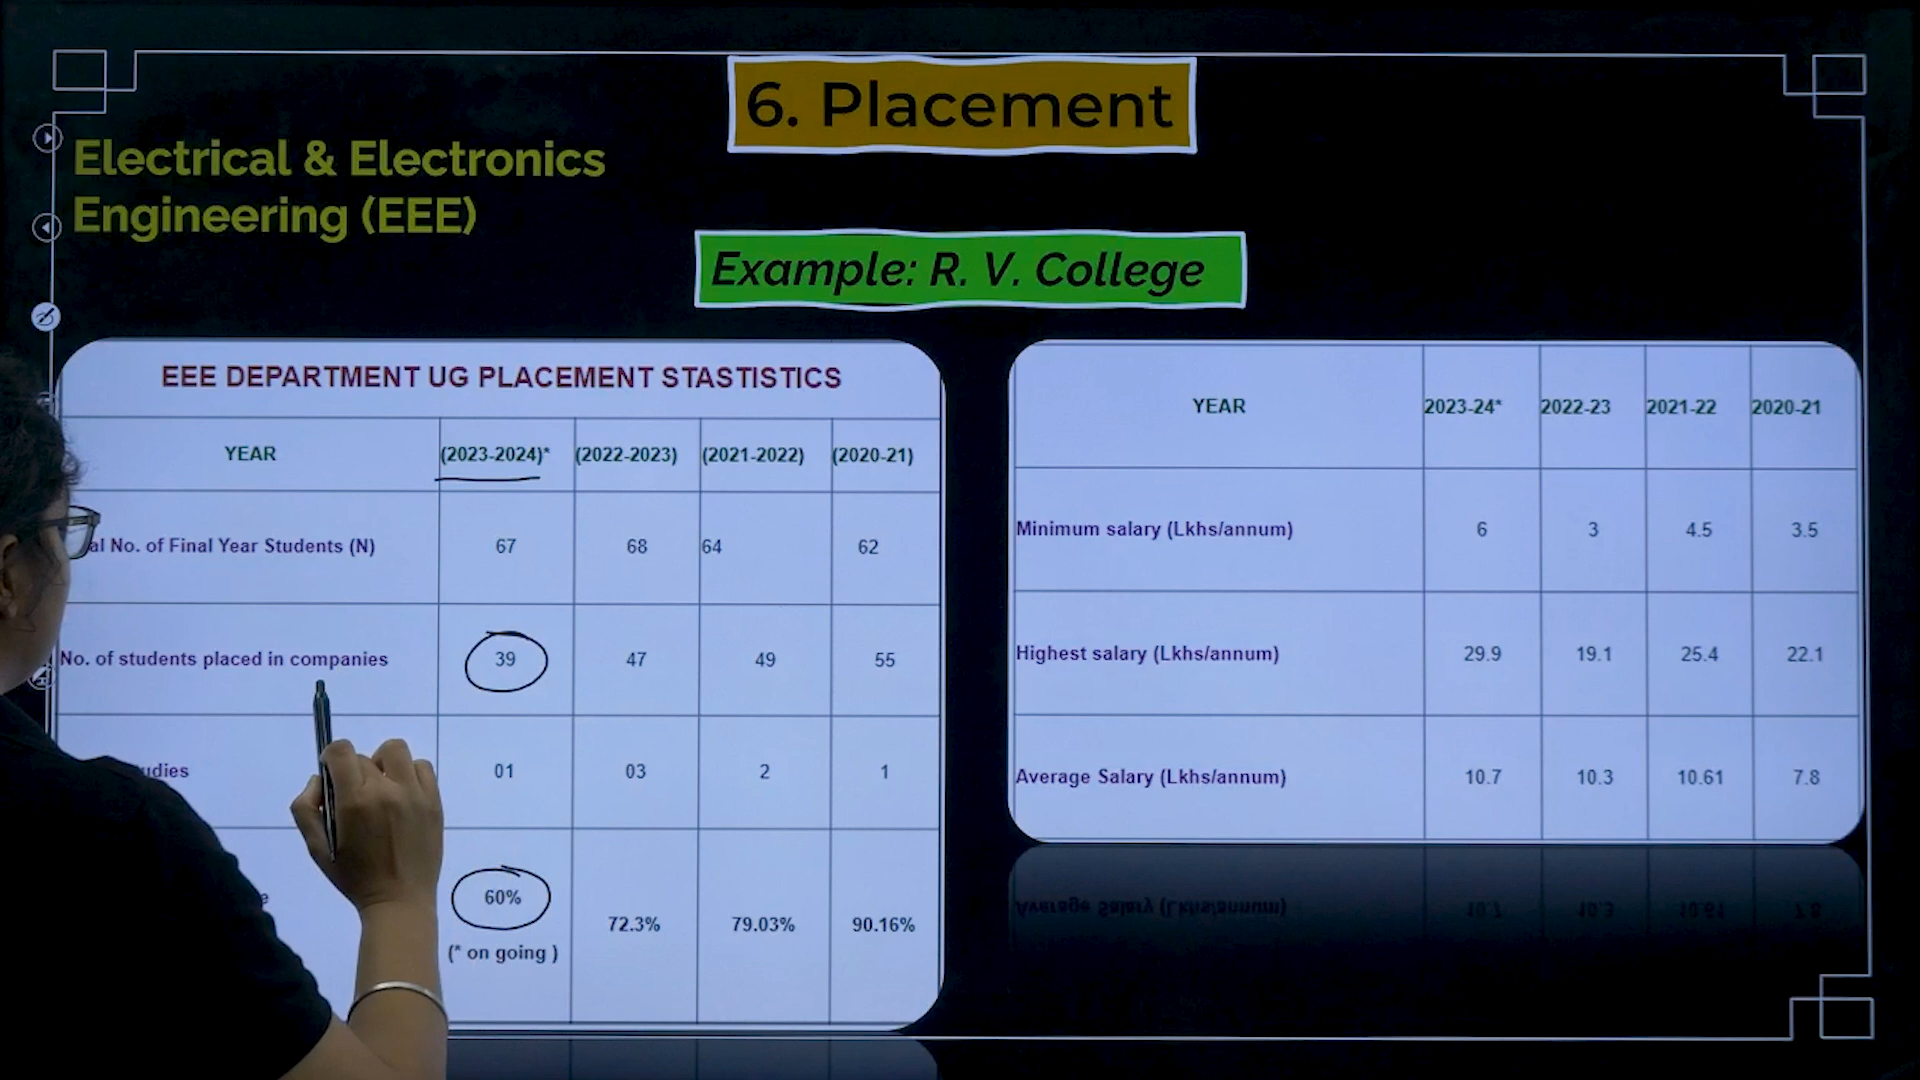 6. Placement
Electrical & Electronics
Engineering (EEE)
Example: R. V. College
EEE DEPARTMENT UG PLACEMENT STASTISTICS
YEAR (2023-2024)* (2022-2023) (2021-2022) (2020-21)
No. of Final Year Students (N) 67 68 64 62
No. of students placed in companies 39 47 49 55
01 03 2 1
60% 72.3% 79.03% 90.16%
(* on going )
YEAR 2023-24* 2022-23 2021-22 2020-21
Minimum salary (Lkhs/annum) 6 3 4.5 3.5
Highest salary (Lkhs/annum) 29.9 19.1 25.4 22.1
Average Salary (Lkhs/annum) 10.7 10.3 10.61 7.8